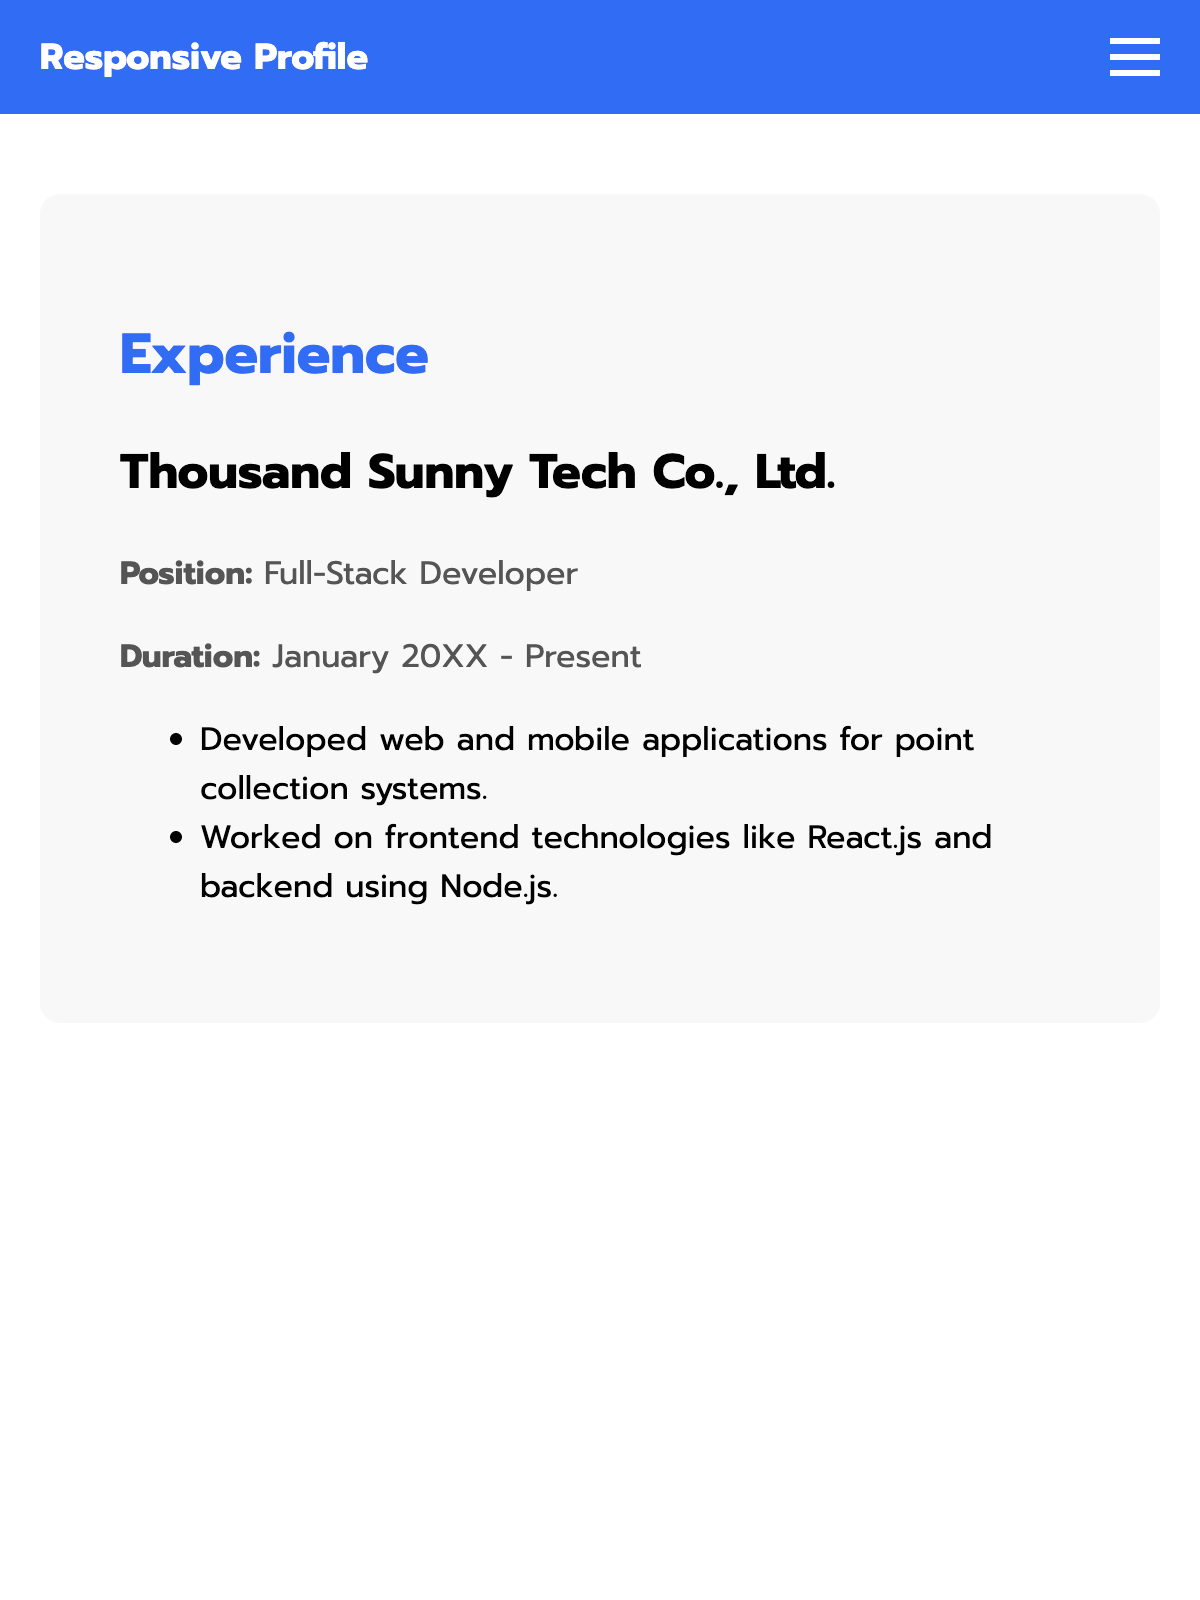 Responsive Profile
Experience
Thousand Sunny Tech Co., Ltd.
Position: Full-Stack Developer
Duration: January 20XX - Present
• Developed web and mobile applications for point
collection systems.
• Worked on frontend technologies like React.js and
backend using Node.js.